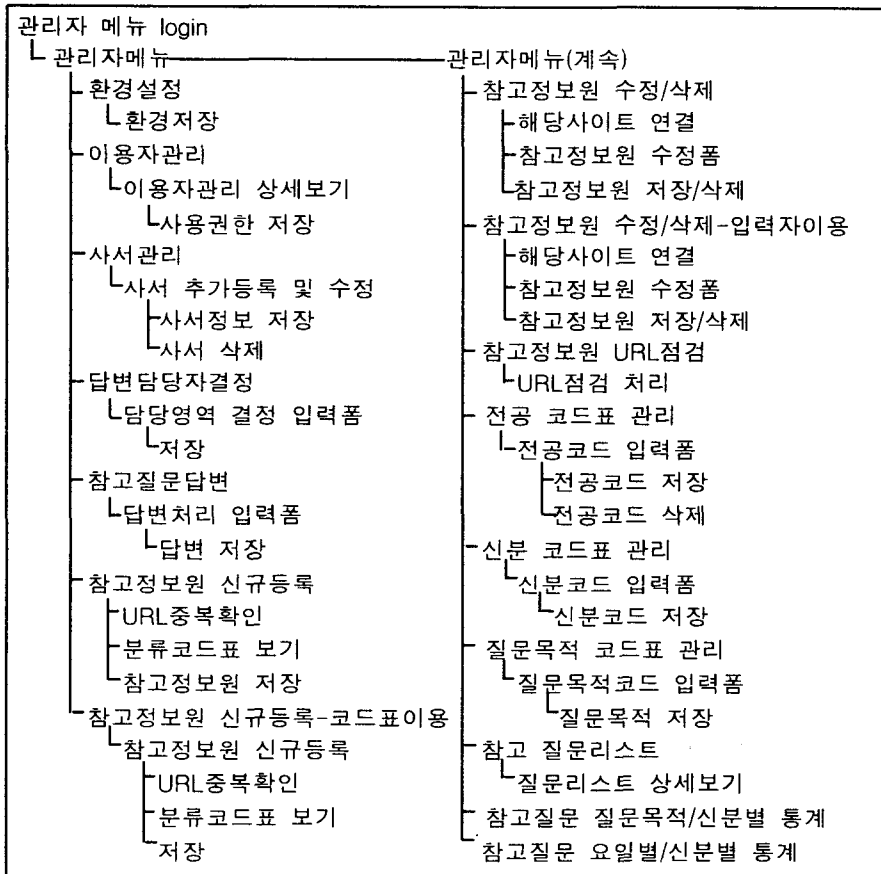 관리자 메뉴 login
관리자메뉴
환경설정
환경저장
이용자관리
이용자관리 상세보기
사용권한 저장
사서관리
사서 추가등록 및 수정
사서정보 저장
사서 삭제
답변담당자결정
담당영역 결정 입력폼
저장
참고질문답변
답변처리 입력폼
답변 저장
참고정보원 신규등록
URL중복확인
분류코드표 보기
참고정보원 저장
참고정보원 신규등록-코드표이용
참고정보원 신규등록
URL중복확인
분류코드표 보기
저장
관리자메뉴(계속)
참고정보원 수정/삭제
해당사이트 연결
참고정보원 수정폼
참고정보원 저장/삭제
참고정보원 수정/삭제-입력자이용
해당사이트 연결
참고정보원 수정폼
참고정보원 저장/삭제
참고정보원 URL점검
URL점검 처리
전공 코드표 관리
전공코드 입력폼
전공코드 저장
전공코드 삭제
신분 코드표 관리
신분코드 입력폼
신분코드 저장
질문목적 코드표 관리
질문목적코드 입력폼
질문목적 저장
참고 질문리스트
질문리스트 상세보기
참고질문 질문목적/신분별 통계
참고질문 요일별/신분별 통계